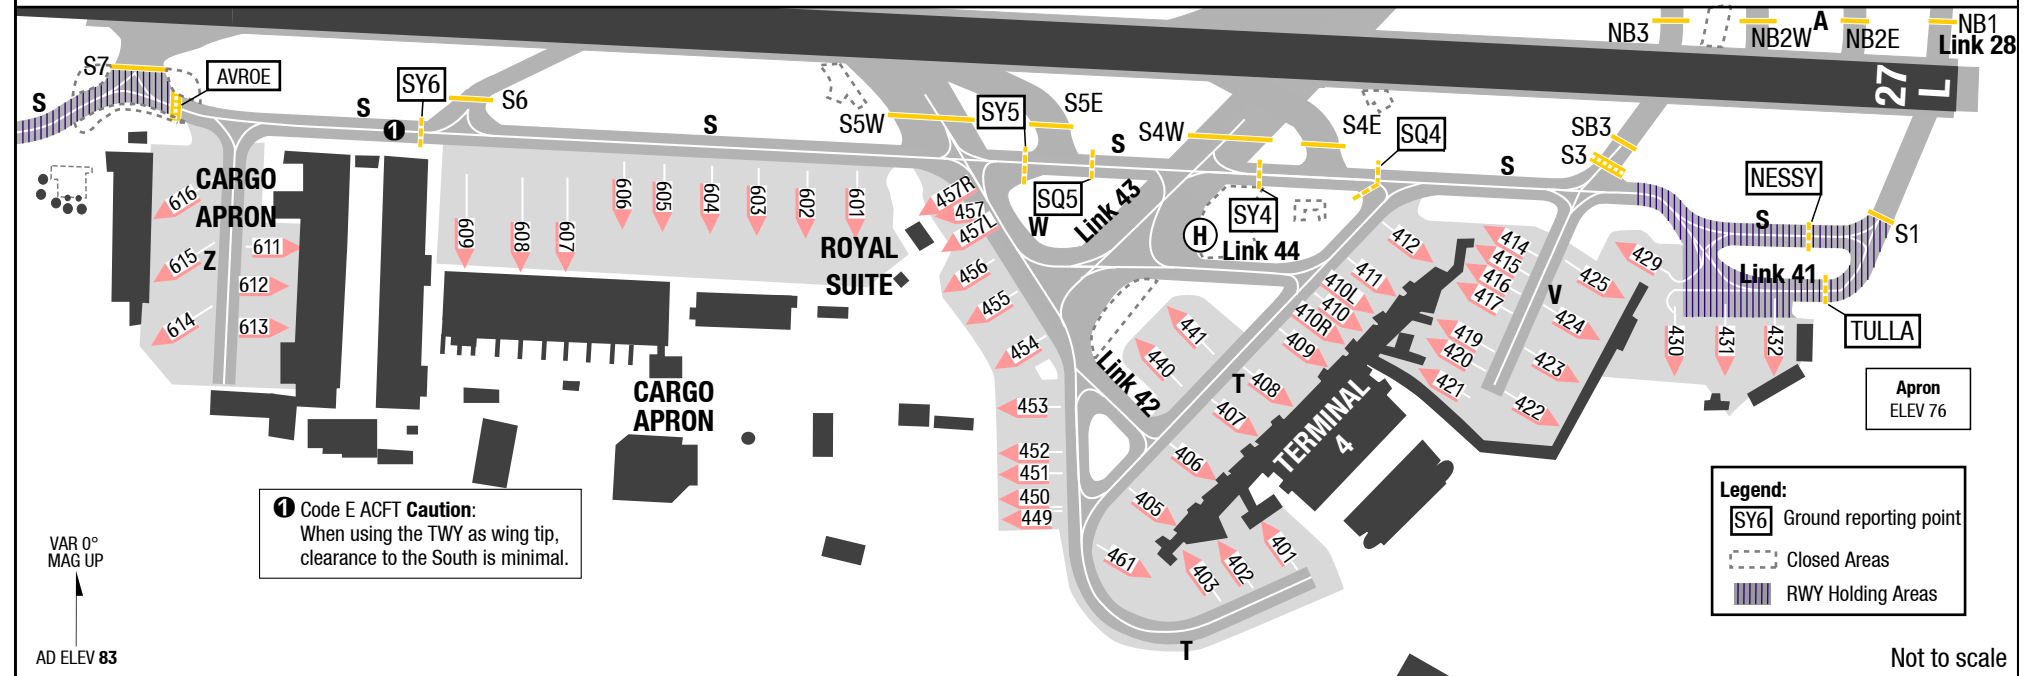 NB3
A
NB2W
NB2E
NB1
Link 28
27
L
S7
AVROE
S
S
SY6
S6
S
S5W
SY5
S5E
S
S4W
S4E
SQ4
S
SB3
S3
NESSY
S
S1
Link 41
TULLA
1
CARGO
APRON
616
615
614
Z
611
612
613
609
608
607
606
605
604
603
602
601
ROYAL
SUITE
457R
457
457L
456
455
454
453
452
451
450
449
SQ5
W
Link 43
SY4
H
Link 44
Link 42
441
440
412
411
410L
410
410R
409
408
407
406
405
T
TERMINAL
4
461
403
402
401
T
414
415
416
417
419
420
421
V
425
424
423
422
429
430
431
432
CARGO
APRON
Apron
ELEV 76
1 Code E ACFT Caution:
When using the TWY as wing tip,
clearance to the South is minimal.
Legend:
SY6 Ground reporting point
Closed Areas
RWY Holding Areas
VAR 0°
MAG UP
AD ELEV 83
Not to scale